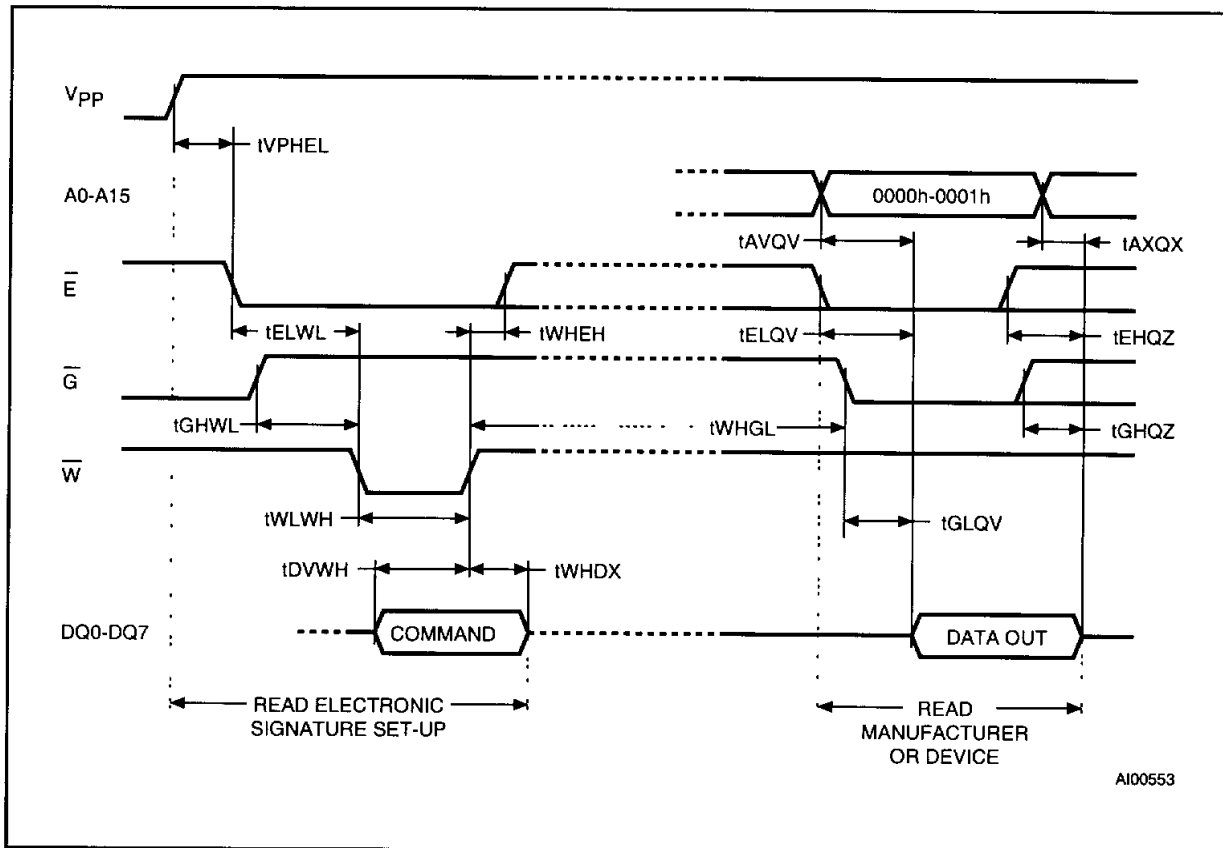 VPP
tVPHEL
A0-A15
0000h-0001h
tAVQV
tAXQX
E
tELWL
tWHEH
tELQV
tEHQZ
G
tGHWL
tWHGL
tGHQZ
W
tWLWH
tGLQV
tDVWH
tWHDX
DQ0-DQ7
COMMAND
DATA OUT
READ ELECTRONIC
SIGNATURE SET-UP
READ
MANUFACTURER
OR DEVICE
AI00553